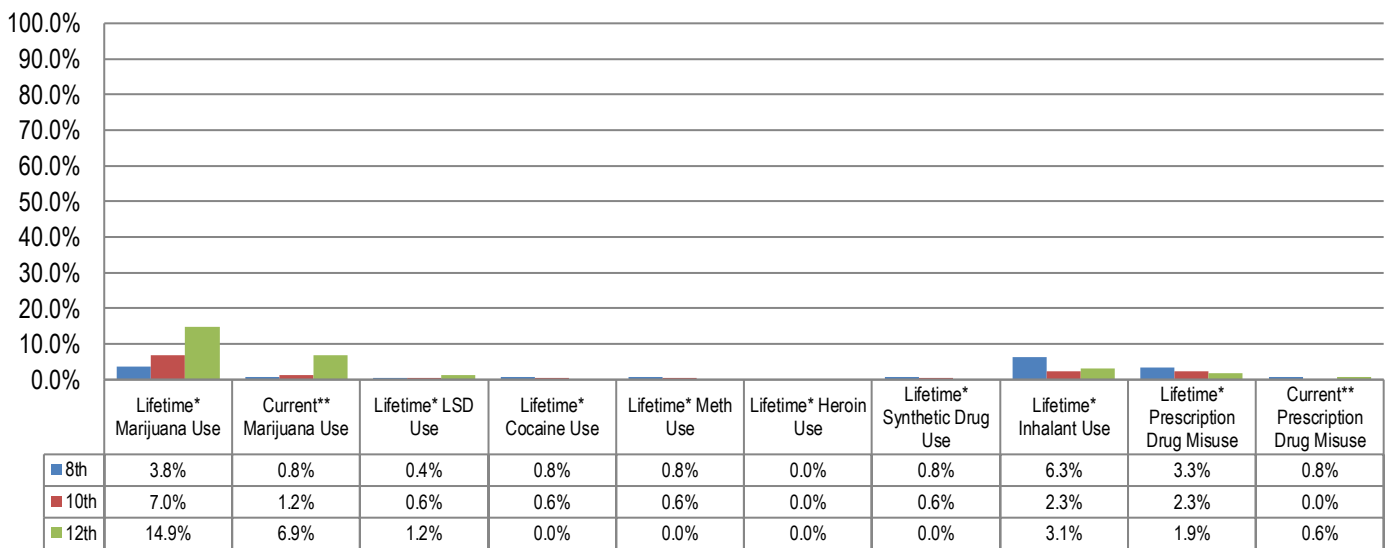 100.0%
90.0%
80.0%
70.0%
60.0%
50.0%
40.0%
30.0%
20.0%
10.0%
0.0%
Lifetime* Marijuana Use
Current** Marijuana Use
Lifetime* LSD Use
Lifetime* Cocaine Use
Lifetime* Meth Use
Lifetime* Heroin Use
Lifetime* Synthetic Drug Use
Lifetime* Inhalant Use
Lifetime* Prescription Drug Misuse
Current** Prescription Drug Misuse
8th 3.8% 0.8% 0.4% 0.8% 0.8% 0.0% 0.8% 6.3% 3.3% 0.8%
10th 7.0% 1.2% 0.6% 0.6% 0.6% 0.0% 0.6% 2.3% 2.3% 0.0%
12th 14.9% 6.9% 1.2% 0.0% 0.0% 0.0% 0.0% 3.1% 1.9% 0.6%